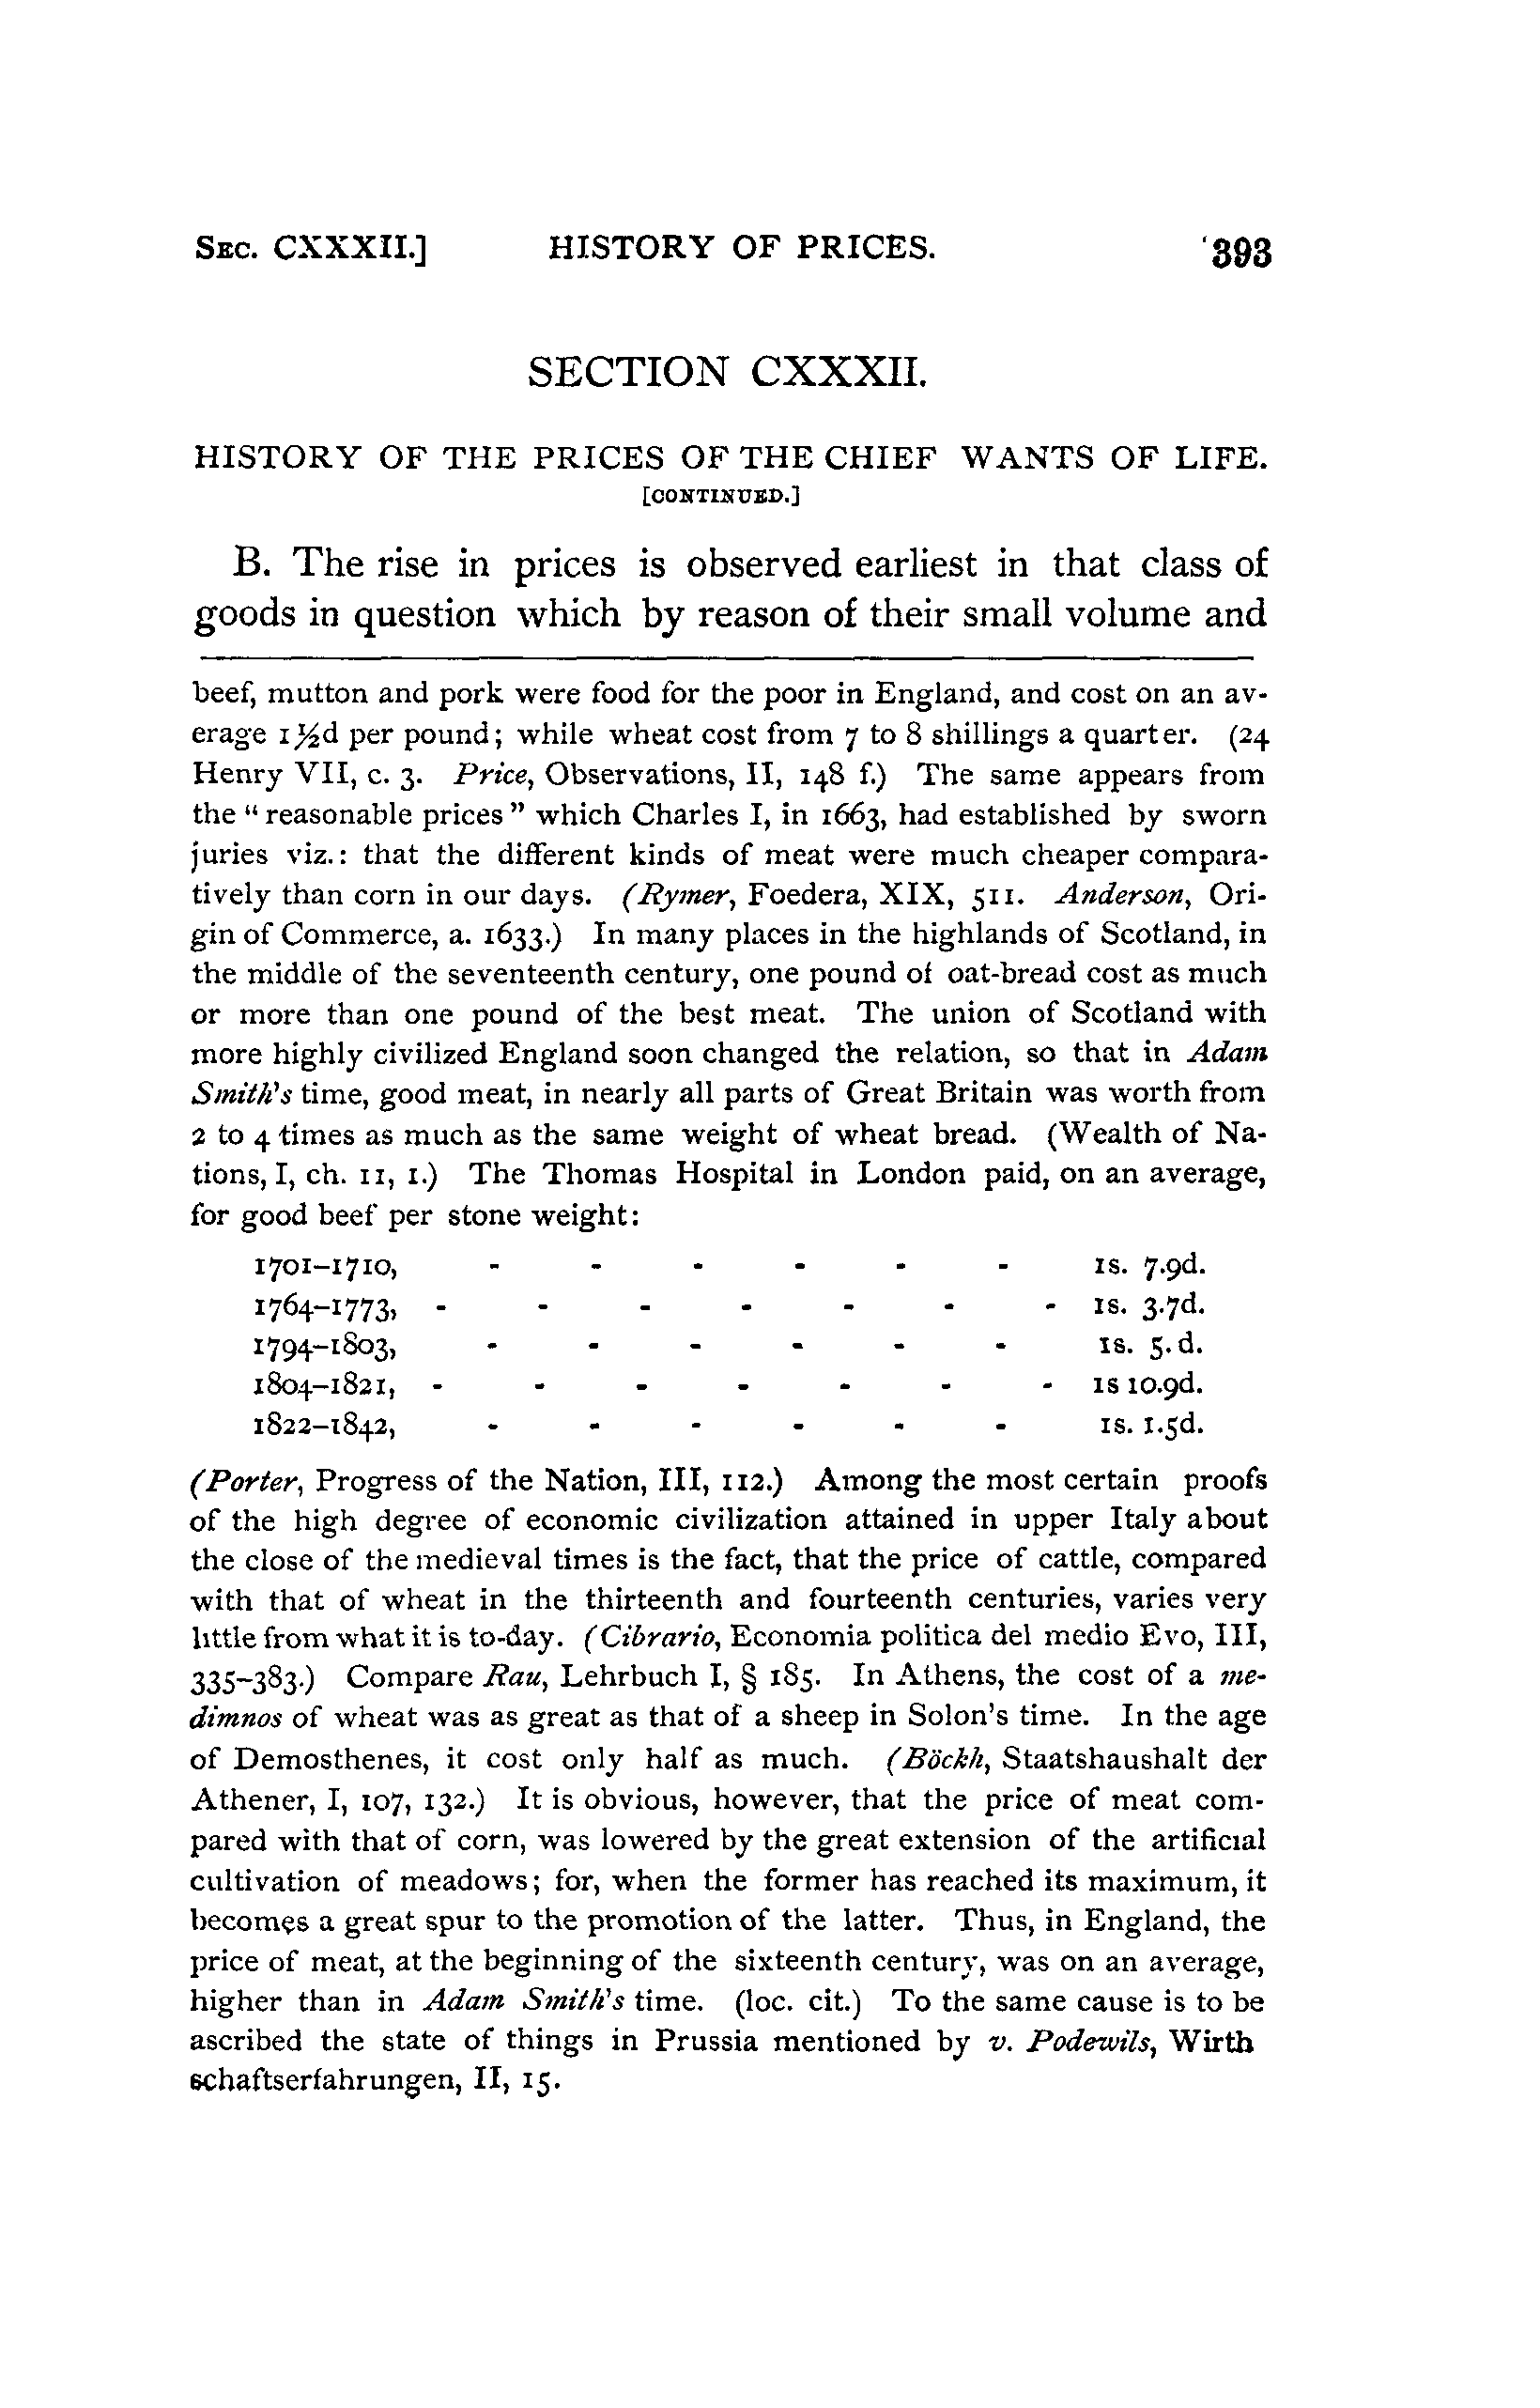 SEC. CXXXII.] HISTORY OF PRICES. 393
SECTION CXXXII.
HISTORY OF THE PRICES OF THE CHIEF WANTS OF LIFE.
[CONTINUED.]
B. The rise in prices is observed earliest in that class of
goods in question which by reason of their small volume and
beef, mutton and pork were food for the poor in England, and cost on an av-
erage 1½d per pound; while wheat cost from 7 to 8 shillings a quarter. (24
Henry VII, c. 3. Price, Observations, II, 148 f.) The same appears from
the "reasonable prices" which Charles I, in 1663, had established by sworn
juries viz.: that the different kinds of meat were much cheaper compara-
tively than corn in our days. (Rymer, Foedera, XIX, 511. Anderson, Ori-
gin of Commerce, a. 1633.) In many places in the highlands of Scotland, in
the middle of the seventeenth century, one pound of oat-bread cost as much
or more than one pound of the best meat. The union of Scotland with
more highly civilized England soon changed the relation, so that in Adam
Smith's time, good meat, in nearly all parts of Great Britain was worth from
2 to 4 times as much as the same weight of wheat bread. (Wealth of Na-
tions, I, ch. 11, 1.) The Thomas Hospital in London paid, on an average,
for good beef per stone weight:
1701-1710, - - - - - - 1s. 7.9d.
1764-1773, - - - - - - - 1s. 3.7d.
1794-1803, - - - - - - 1s. 5.d.
1804-1821, - - - - - - - 1s 10.9d.
1822-1842, - - - - - - 1s. 1.5d.
(Porter, Progress of the Nation, III, 112.) Among the most certain proofs
of the high degree of economic civilization attained in upper Italy about
the close of the medieval times is the fact, that the price of cattle, compared
with that of wheat in the thirteenth and fourteenth centuries, varies very
little from what it is to-day. (Cibrario, Economia politica del medio Evo, III,
335-383.) Compare Rau, Lehrbuch I, § 185. In Athens, the cost of a me-
dimnos of wheat was as great as that of a sheep in Solon's time. In the age
of Demosthenes, it cost only half as much. (Böckh, Staatshaushalt der
Athener, I, 107, 132.) It is obvious, however, that the price of meat com-
pared with that of corn, was lowered by the great extension of the artificial
cultivation of meadows; for, when the former has reached its maximum, it
becomes a great spur to the promotion of the latter. Thus, in England, the
price of meat, at the beginning of the sixteenth century, was on an average,
higher than in Adam Smith's time. (loc. cit.) To the same cause is to be
ascribed the state of things in Prussia mentioned by v. Podewils, Wirth
schaftserfahrungen, II, 15.